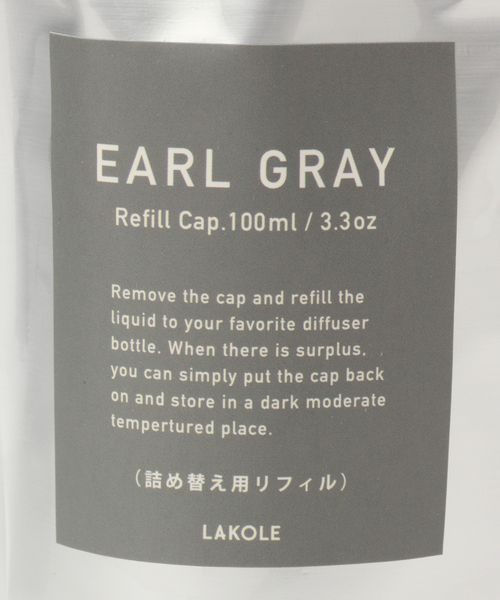 EARL GRAY
Refill Cap.100ml / 3.3oz
Remove the cap and refill the
liquid to your favorite diffuser
bottle. When there is surplus,
you can simply put the cap back
on and store in a dark moderate
tempertured place.
(詰め替え用リフィル)
LAKOLE